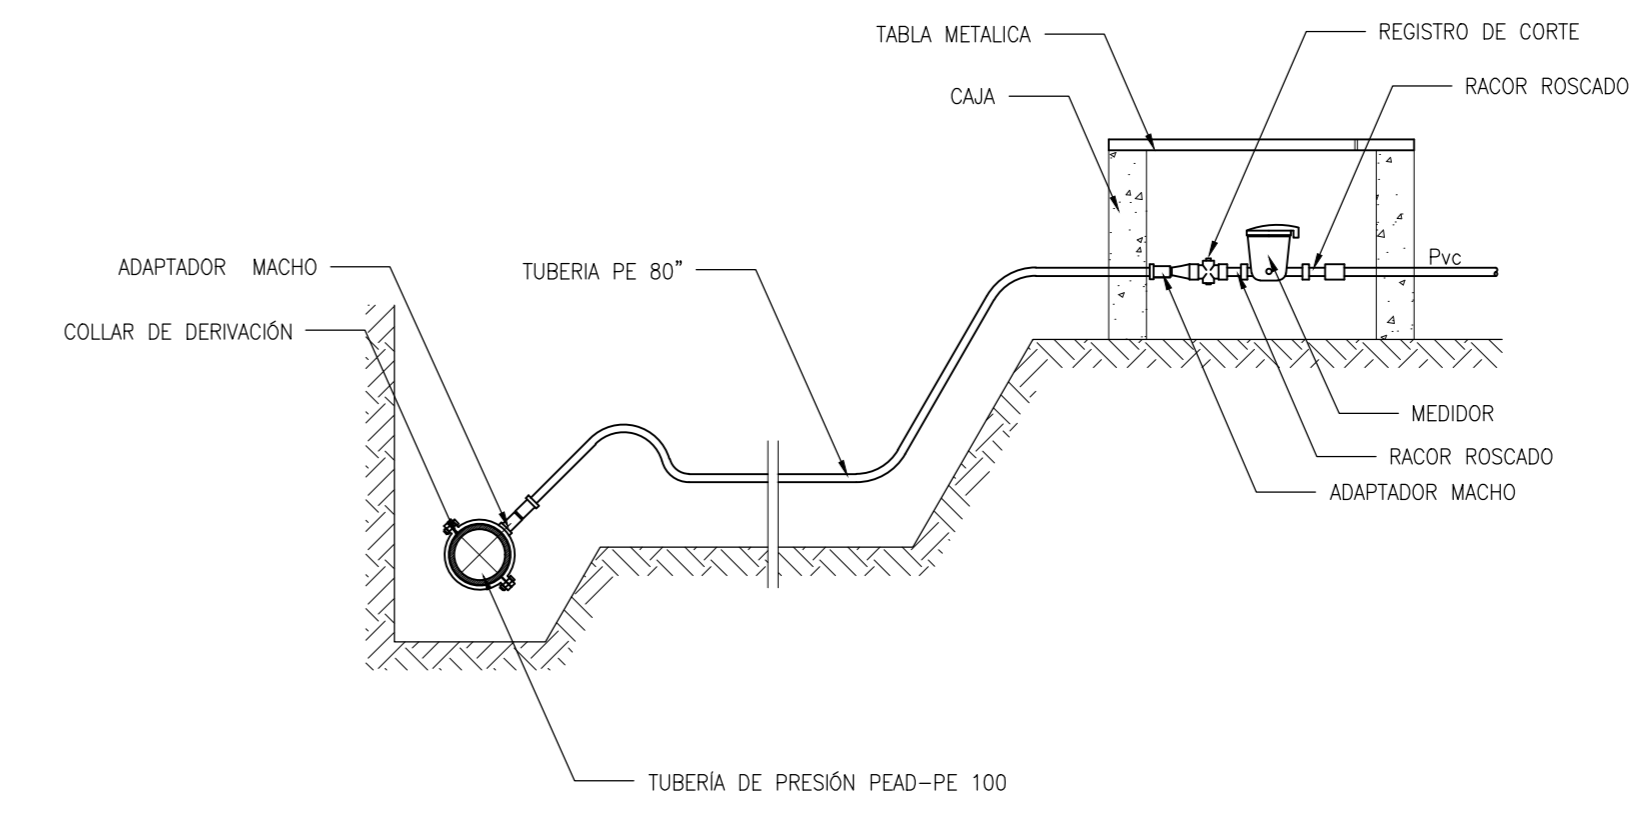 TABLA METALICA
REGISTRO DE CORTE
RACOR ROSCADO
CAJA
ADAPTADOR MACHO
TUBERIA PE 80"
Pvc
COLLAR DE DERIVACIÓN
MEDIDOR
RACOR ROSCADO
ADAPTADOR MACHO
TUBERÍA DE PRESIÓN PEAD-PE 100